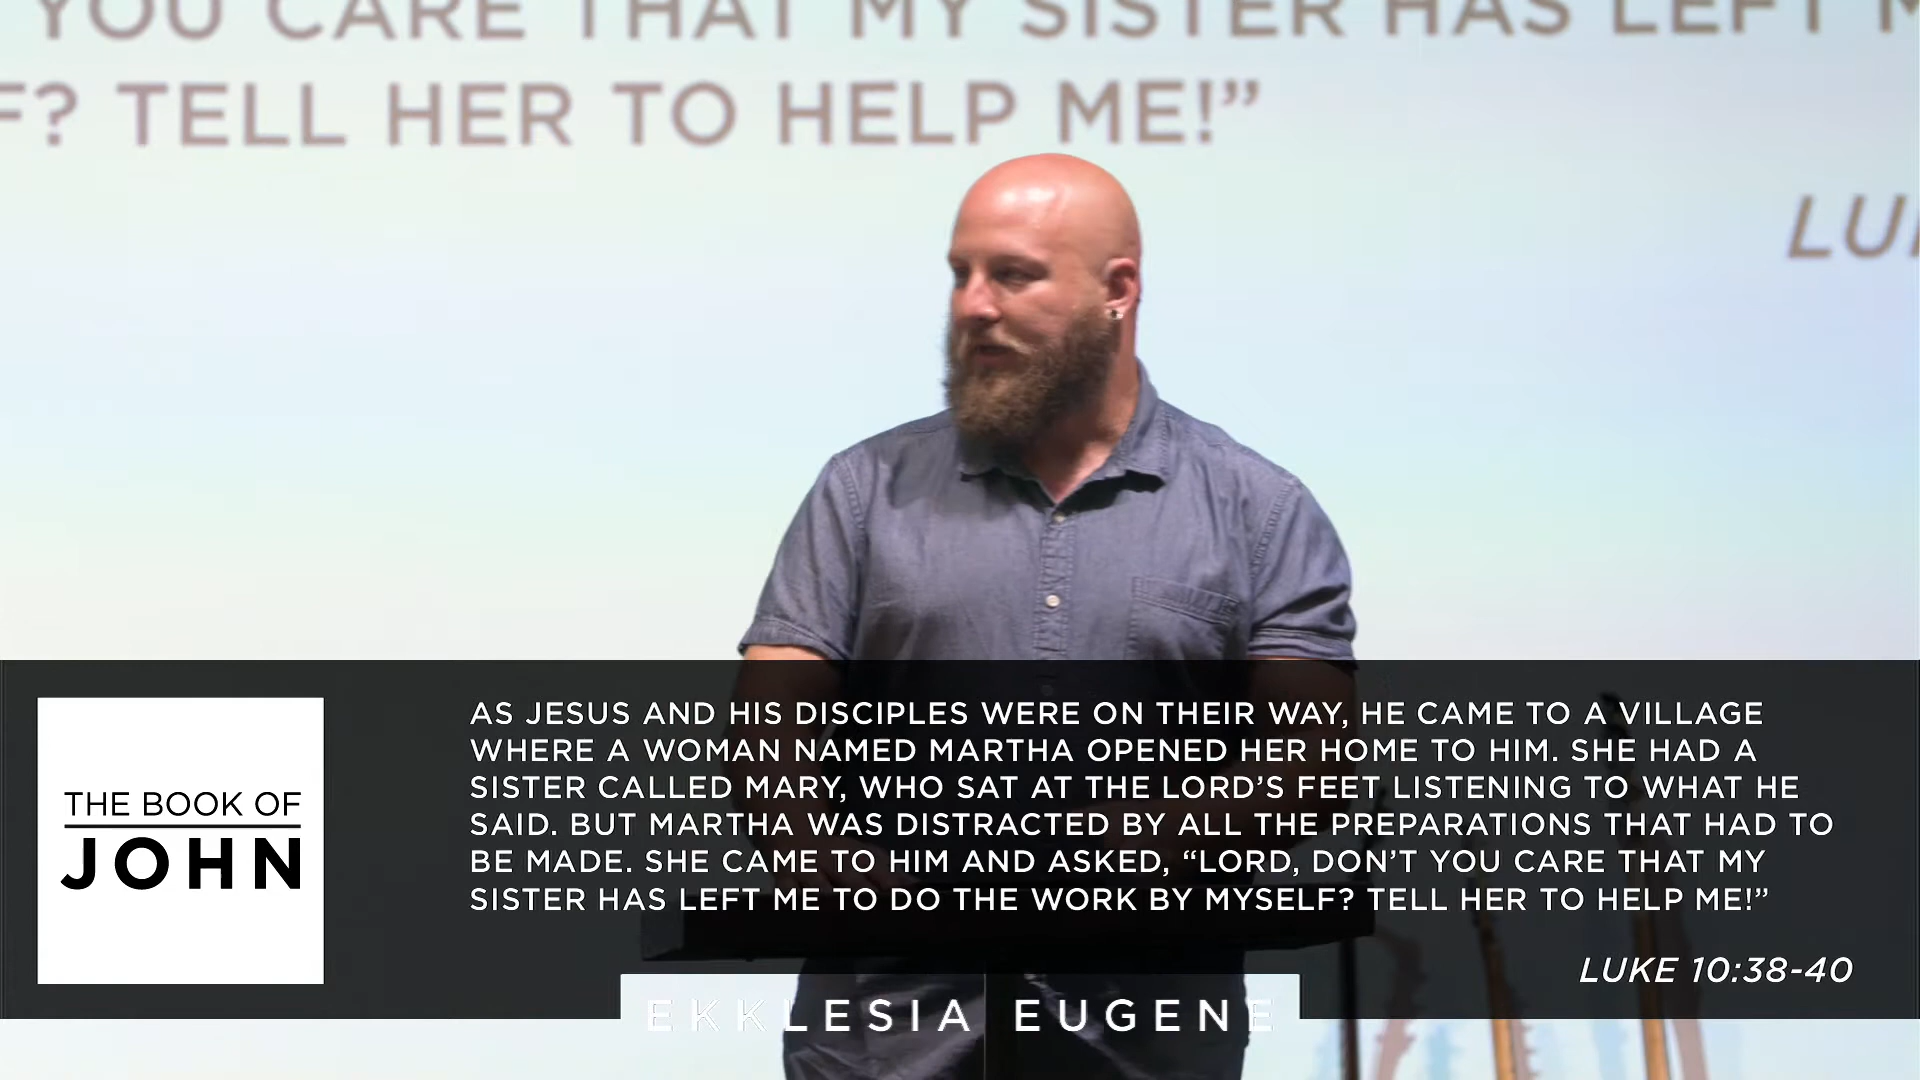 YOU CARE THAT MY SISTER HAS LEFT
? TELL HER TO HELP ME!”
THE BOOK OF
JOHN
AS JESUS AND HIS DISCIPLES WERE ON THEIR WAY, HE CAME TO A VILLAGE
WHERE A WOMAN NAMED MARTHA OPENED HER HOME TO HIM. SHE HAD A
SISTER CALLED MARY, WHO SAT AT THE LORD’S FEET LISTENING TO WHAT HE
SAID. BUT MARTHA WAS DISTRACTED BY ALL THE PREPARATIONS THAT HAD TO
BE MADE. SHE CAME TO HIM AND ASKED, “LORD, DON’T YOU CARE THAT MY
SISTER HAS LEFT ME TO DO THE WORK BY MYSELF? TELL HER TO HELP ME!”
LUKE 10:38-40
EKKLESIA EUGENE